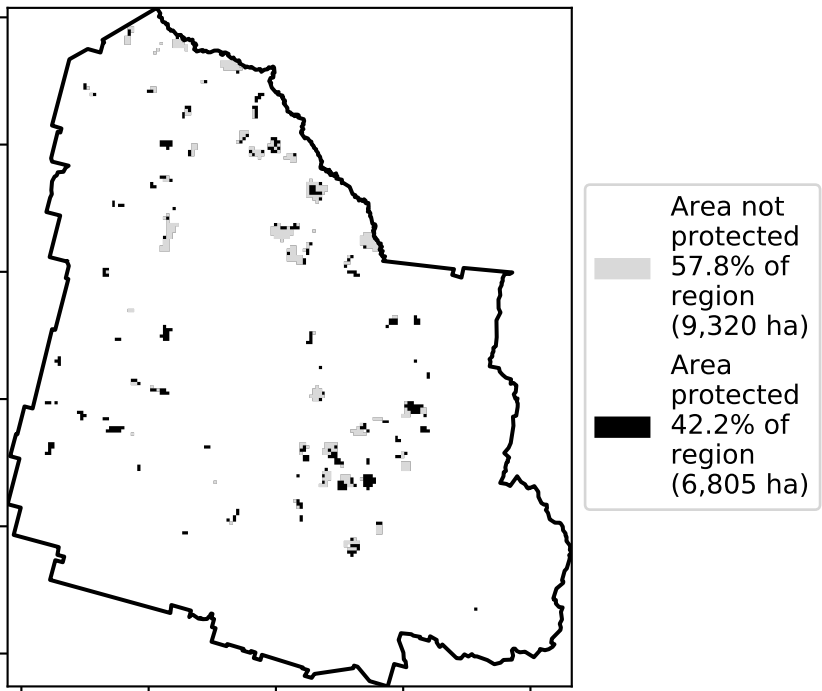 Area not
protected
57.8% of
region
(9,320 ha)
Area
protected
42.2% of
region
(6,805 ha)